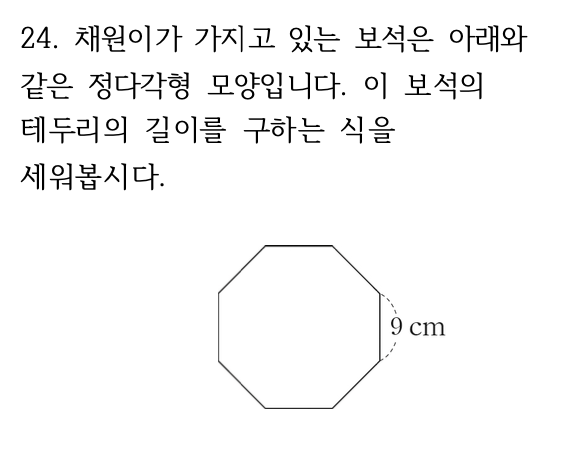 24. 채원이가 가지고 있는 보석은 아래와
같은 정다각형 모양입니다. 이 보석의
테두리의 길이를 구하는 식을
세워봅시다.
9 cm